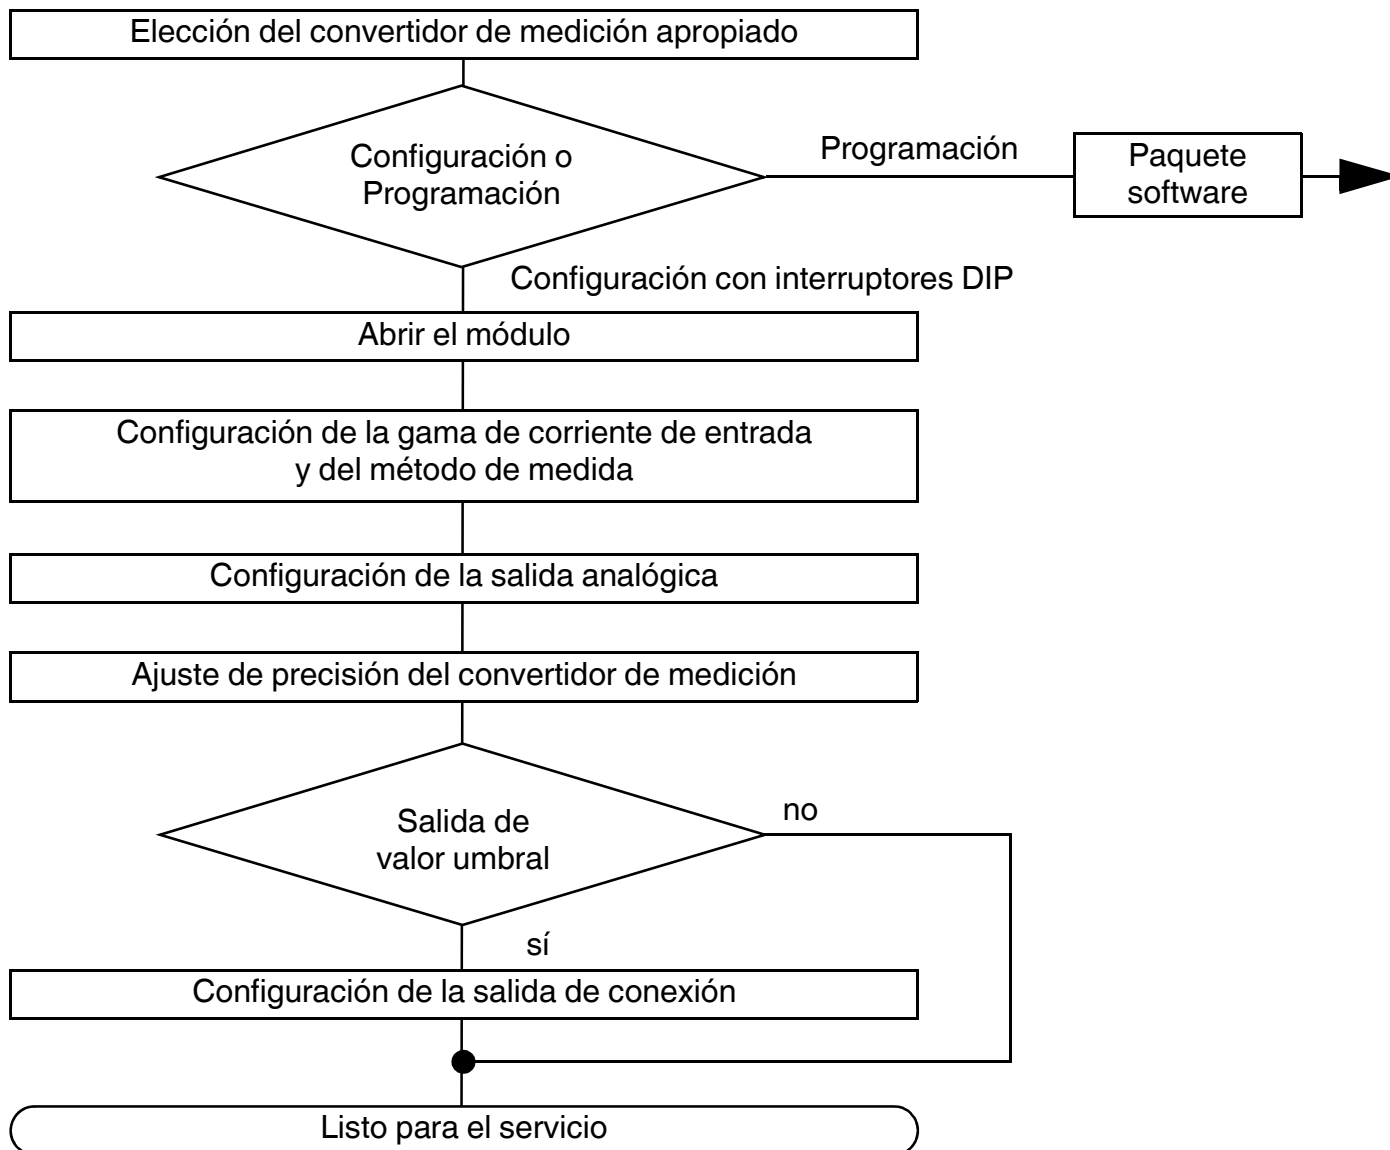 Elección del convertidor de medición apropiado
Configuración o
Programación
Programación
Paquete
software
Configuración con interruptores DIP
Abrir el módulo
Configuración de la gama de corriente de entrada
y del método de medida
Configuración de la salida analógica
Ajuste de precisión del convertidor de medición
Salida de
valor umbral
no
sí
Configuración de la salida de conexión
Listo para el servicio